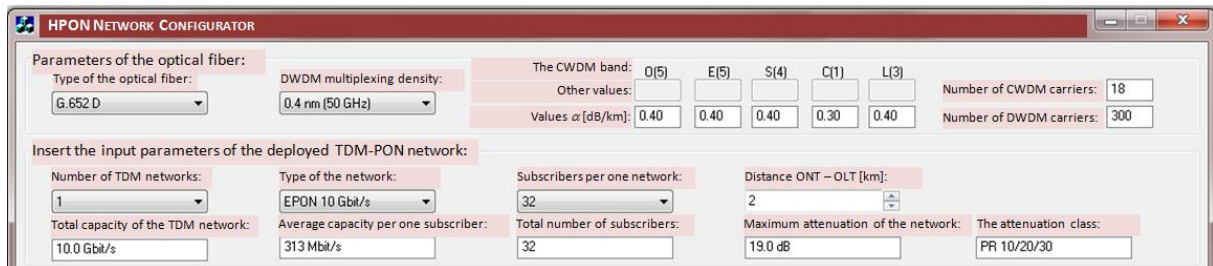 HPON NETWORK CONFIGURATOR
Parameters of the optical fiber:
Type of the optical fiber: DWDM multiplexing density: The CWDM band: O(5) E(5) S(4) C(1) L(3)
Other values: Number of CWDM carriers: 18
G.652 D 0.4 nm (50 GHz) Values α [dB/km]: 0.40 0.40 0.40 0.30 0.40 Number of DWDM carriers: 300
Insert the input parameters of the deployed TDM-PON network:
Number of TDM networks: Type of the network: Subscribers per one network: Distance ONT – OLT [km]:
1 EPON 10 Gbit/s 32 2
Total capacity of the TDM network: Average capacity per one subscriber: Total number of subscribers: Maximum attenuation of the network: The attenuation class:
10.0 Gbit/s 313 Mbit/s 32 19.0 dB PR 10/20/30